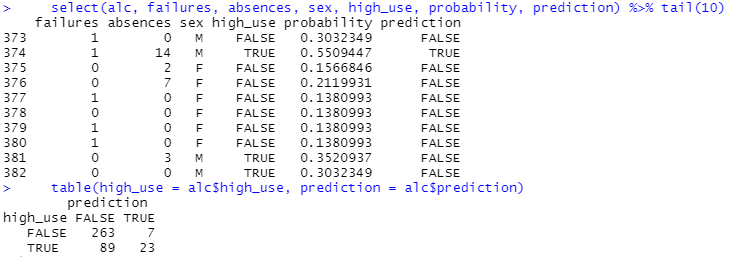 > select(alc, failures, absences, sex, high_use, probability, prediction) %>% tail(10)
failures absences sex high_use probability prediction
373 1 0 M FALSE 0.3032349 FALSE
374 1 14 M TRUE 0.5509447 TRUE
375 0 2 F FALSE 0.1566846 FALSE
376 0 7 F FALSE 0.2119931 FALSE
377 1 0 F FALSE 0.1380993 FALSE
378 0 0 F FALSE 0.1380993 FALSE
379 1 0 F FALSE 0.1380993 FALSE
380 1 0 F FALSE 0.1380993 FALSE
381 0 3 M TRUE 0.3520937 FALSE
382 0 0 M TRUE 0.3032349 FALSE
> table(high_use = alc$high_use, prediction = alc$prediction)
prediction
high_use FALSE TRUE
FALSE 263 7
TRUE 89 23